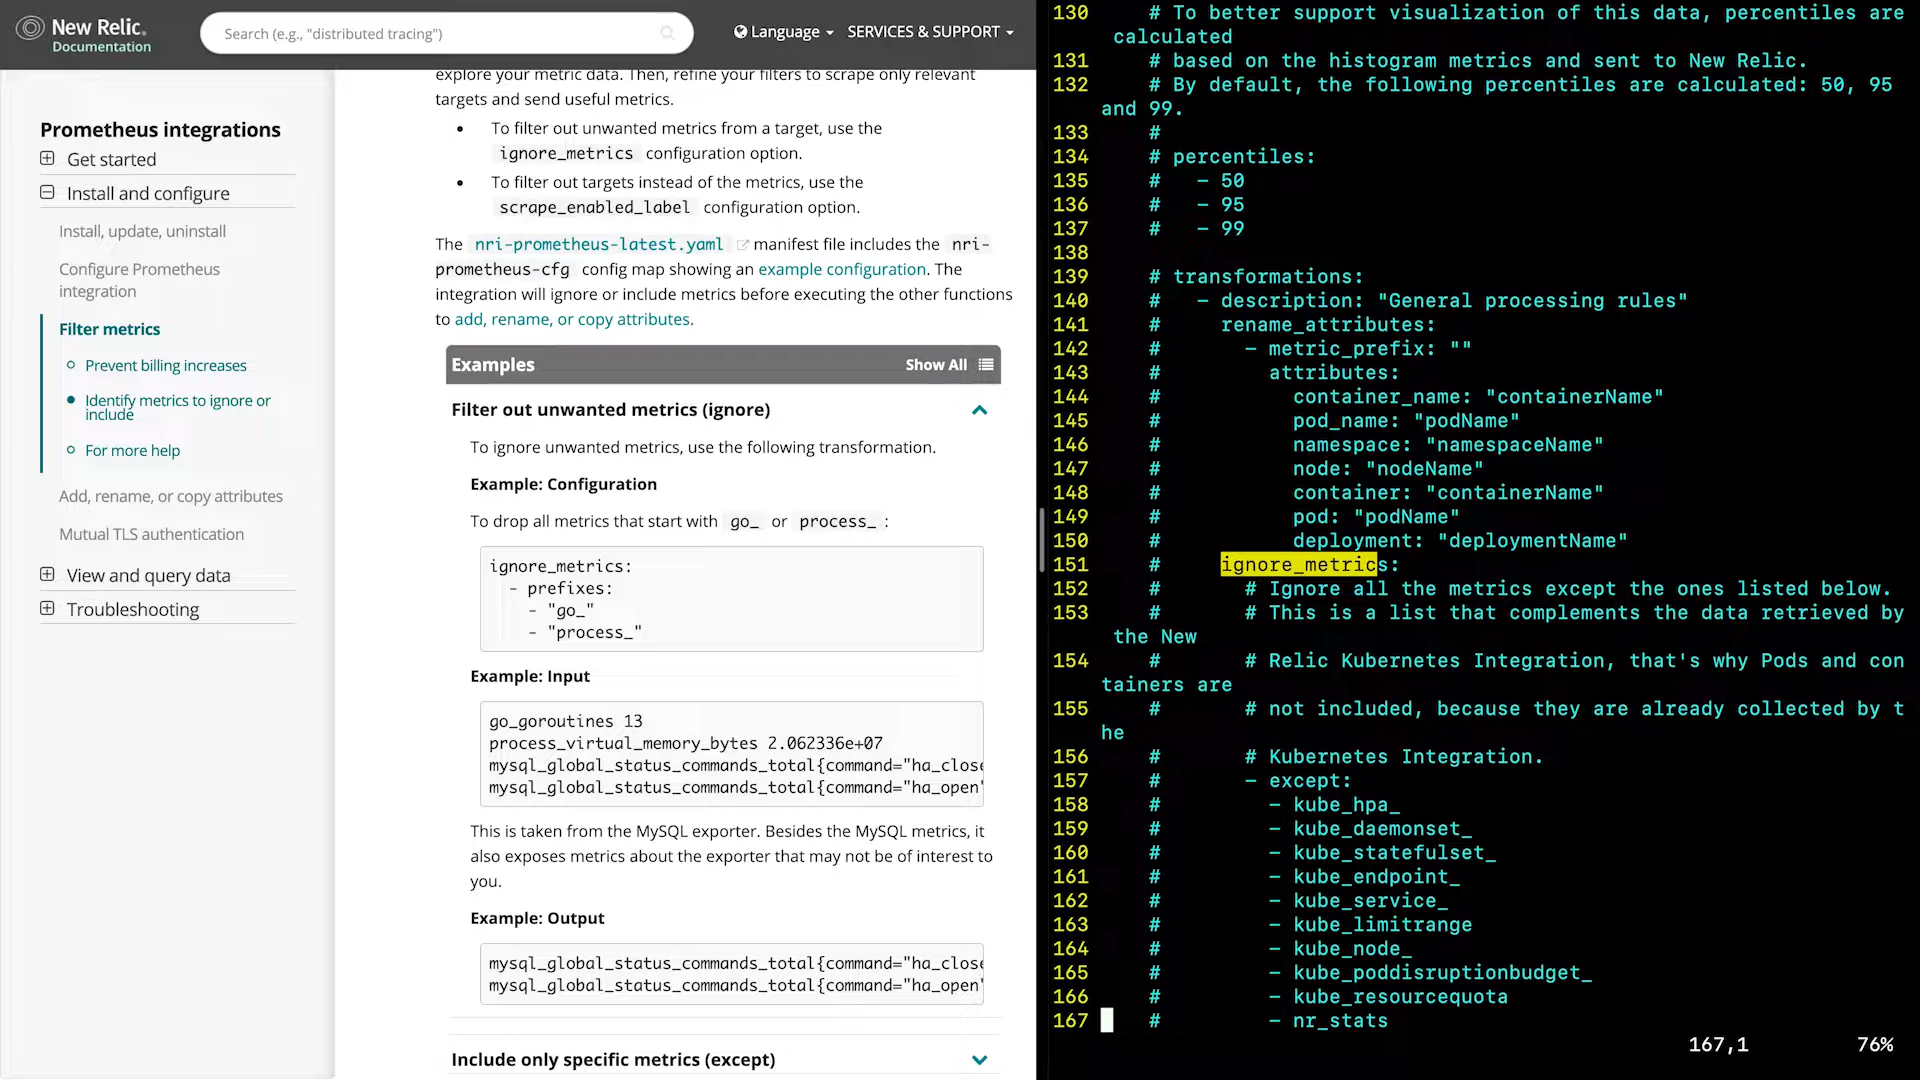 New Relic.
Documentation
Search (e.g., "distributed tracing")
Language
SERVICES & SUPPORT
Prometheus integrations
Get started
Install and configure
Install, update, uninstall
Configure Prometheus
integration
Filter metrics
Prevent billing increases
Identify metrics to ignore or
include
For more help
Add, rename, or copy attributes
Mutual TLS authentication
View and query data
Troubleshooting
explore your metric data. Then, refine your filters to scrape only relevant
targets and send useful metrics.
• To filter out unwanted metrics from a target, use the
ignore_metrics configuration option.
• To filter out targets instead of the metrics, use the
scrape_enabled_label configuration option.
The nri-prometheus-latest.yaml manifest file includes the nri-
prometheus-cfg config map showing an example configuration. The
integration will ignore or include metrics before executing the other functions
to add, rename, or copy attributes.
Examples
Show All
Filter out unwanted metrics (ignore)
To ignore unwanted metrics, use the following transformation.
Example: Configuration
To drop all metrics that start with go_ or process_ :
ignore_metrics:
- prefixes:
- "go_"
- "process_"
Example: Input
go_goroutines 13
process_virtual_memory_bytes 2.062336e+07
mysql_global_status_commands_total{command="ha_close
mysql_global_status_commands_total{command="ha_open"
This is taken from the MySQL exporter. Besides the MySQL metrics, it
also exposes metrics about the exporter that may not be of interest to
you.
Example: Output
mysql_global_status_commands_total{command="ha_close
mysql_global_status_commands_total{command="ha_open"
Include only specific metrics (except)
130 # To better support visualization of this data, percentiles are
calculated
131 # based on the histogram metrics and sent to New Relic.
132 # By default, the following percentiles are calculated: 50, 95
and 99.
133 #
134 # percentiles:
135 # - 50
136 # - 95
137 # - 99
138
139 # transformations:
140 # - description: "General processing rules"
141 # rename_attributes:
142 # - metric_prefix: ""
143 # attributes:
144 # container_name: "containerName"
145 # pod_name: "podName"
146 # namespace: "namespaceName"
147 # node: "nodeName"
148 # container: "containerName"
149 # pod: "podName"
150 # deployment: "deploymentName"
151 # ignore_metrics:
152 # # Ignore all the metrics except the ones listed below.
153 # # This is a list that complements the data retrieved by
the New
154 # # Relic Kubernetes Integration, that's why Pods and con
tainers are
155 # # not included, because they are already collected by t
he
156 # # Kubernetes Integration.
157 # - except:
158 # - kube_hpa_
159 # - kube_daemonset_
160 # - kube_statefulset_
161 # - kube_endpoint_
162 # - kube_service_
163 # - kube_limitrange
164 # - kube_node_
165 # - kube_poddisruptionbudget_
166 # - kube_resourcequota
167 # - nr_stats
167,1 76%